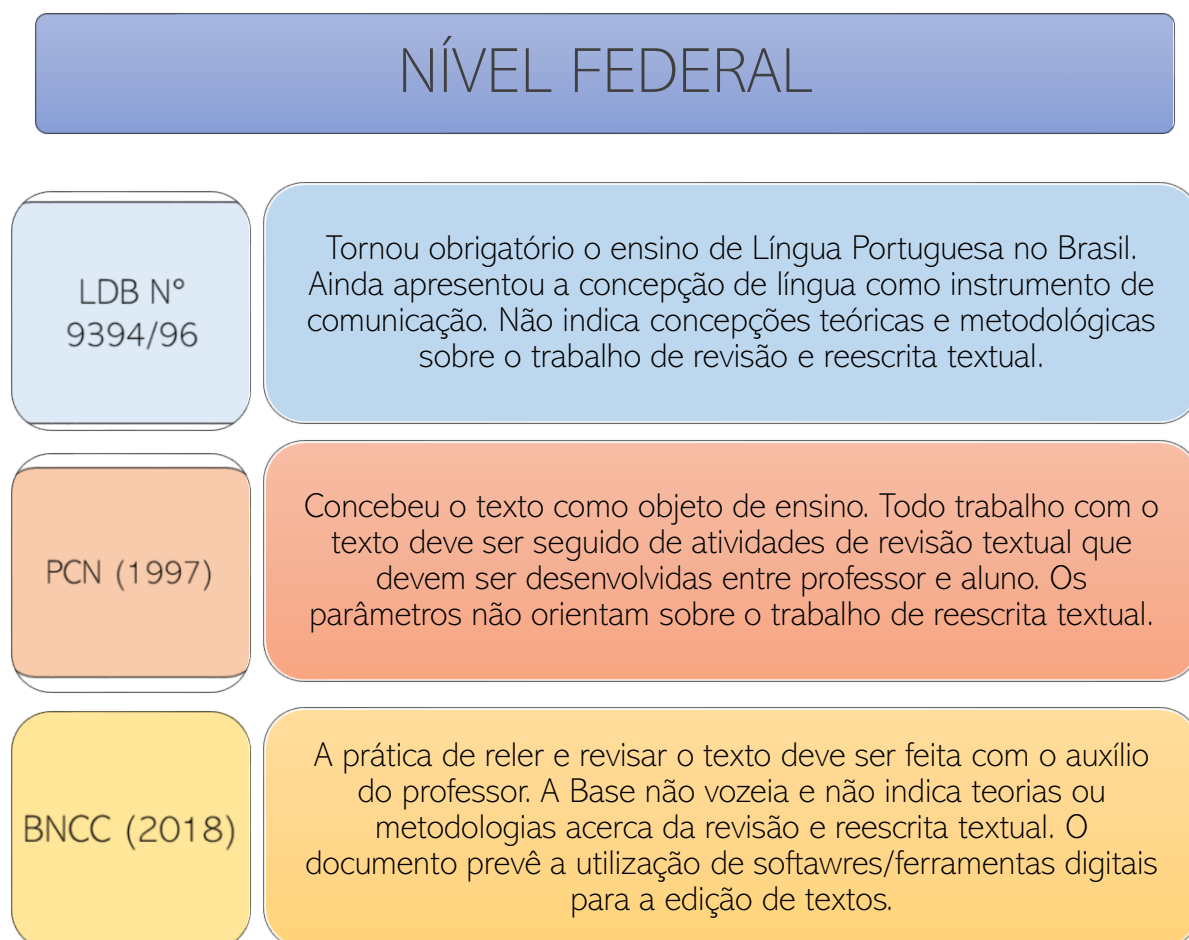 NÍVEL FEDERAL
LDB N°
9394/96
Tornou obrigatório o ensino de Língua Portuguesa no Brasil.
Ainda apresentou a concepção de língua como instrumento de
comunicação. Não indica concepções teóricas e metodológicas
sobre o trabalho de revisão e reescrita textual.
PCN (1997)
Concebeu o texto como objeto de ensino. Todo trabalho com o
texto deve ser seguido de atividades de revisão textual que
devem ser desenvolvidas entre professor e aluno. Os
parâmetros não orientam sobre o trabalho de reescrita textual.
BNCC (2018)
A prática de reler e revisar o texto deve ser feita com o auxílio
do professor. A Base não vozeia e não indica teorias ou
metodologias acerca da revisão e reescrita textual. O
documento prevê a utilização de softawres/ferramentas digitais
para a edição de textos.